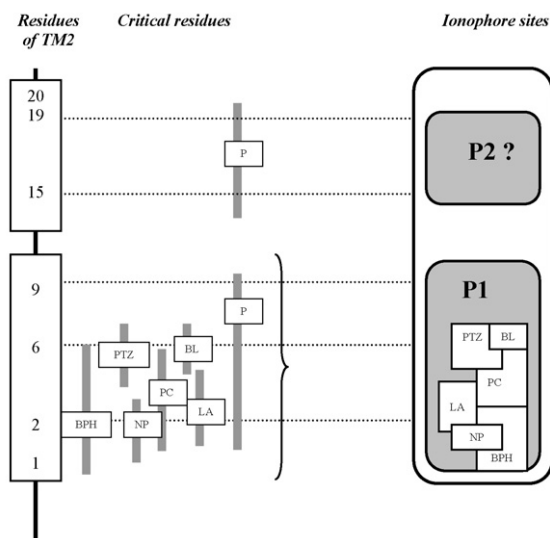 Residues of TM2
Critical residues
Ionophore sites
20
19
15
9
6
2
1
P
P
PTZ
BL
PC
LA
BPH
NP
P2 ?
P1
PTZ
BL
PC
LA
NP
BPH